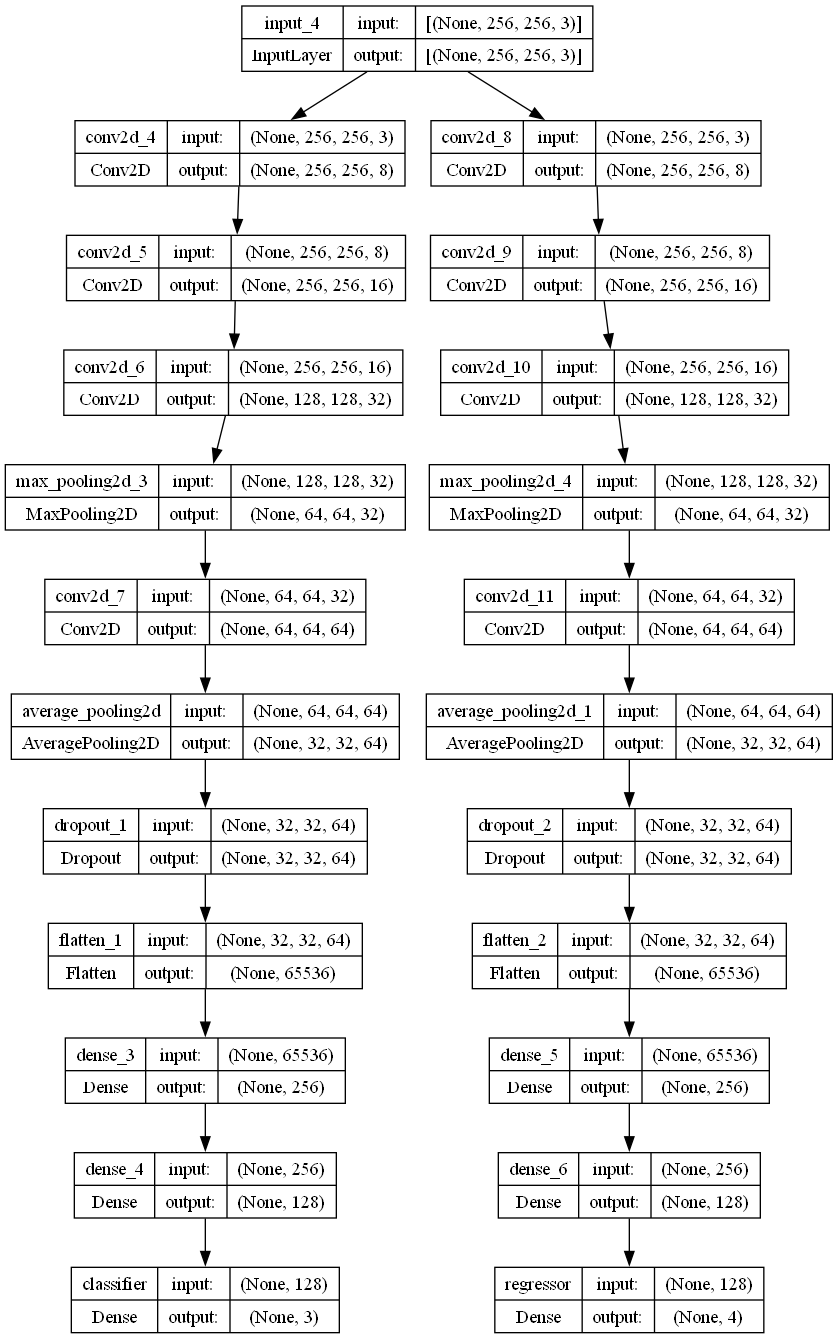 input_4 input: [(None, 256, 256, 3)]
InputLayer output: [(None, 256, 256, 3)]
conv2d_4 input: (None, 256, 256, 3)
Conv2D output: (None, 256, 256, 8)
conv2d_8 input: (None, 256, 256, 3)
Conv2D output: (None, 256, 256, 8)
conv2d_5 input: (None, 256, 256, 8)
Conv2D output: (None, 256, 256, 16)
conv2d_9 input: (None, 256, 256, 8)
Conv2D output: (None, 256, 256, 16)
conv2d_6 input: (None, 256, 256, 16)
Conv2D output: (None, 128, 128, 32)
conv2d_10 input: (None, 256, 256, 16)
Conv2D output: (None, 128, 128, 32)
max_pooling2d_3 input: (None, 128, 128, 32)
MaxPooling2D output: (None, 64, 64, 32)
max_pooling2d_4 input: (None, 128, 128, 32)
MaxPooling2D output: (None, 64, 64, 32)
conv2d_7 input: (None, 64, 64, 32)
Conv2D output: (None, 64, 64, 64)
conv2d_11 input: (None, 64, 64, 32)
Conv2D output: (None, 64, 64, 64)
average_pooling2d input: (None, 64, 64, 64)
AveragePooling2D output: (None, 32, 32, 64)
average_pooling2d_1 input: (None, 64, 64, 64)
AveragePooling2D output: (None, 32, 32, 64)
dropout_1 input: (None, 32, 32, 64)
Dropout output: (None, 32, 32, 64)
dropout_2 input: (None, 32, 32, 64)
Dropout output: (None, 32, 32, 64)
flatten_1 input: (None, 32, 32, 64)
Flatten output: (None, 65536)
flatten_2 input: (None, 32, 32, 64)
Flatten output: (None, 65536)
dense_3 input: (None, 65536)
Dense output: (None, 256)
dense_5 input: (None, 65536)
Dense output: (None, 256)
dense_4 input: (None, 256)
Dense output: (None, 128)
dense_6 input: (None, 256)
Dense output: (None, 128)
classifier input: (None, 128)
Dense output: (None, 3)
regressor input: (None, 128)
Dense output: (None, 4)